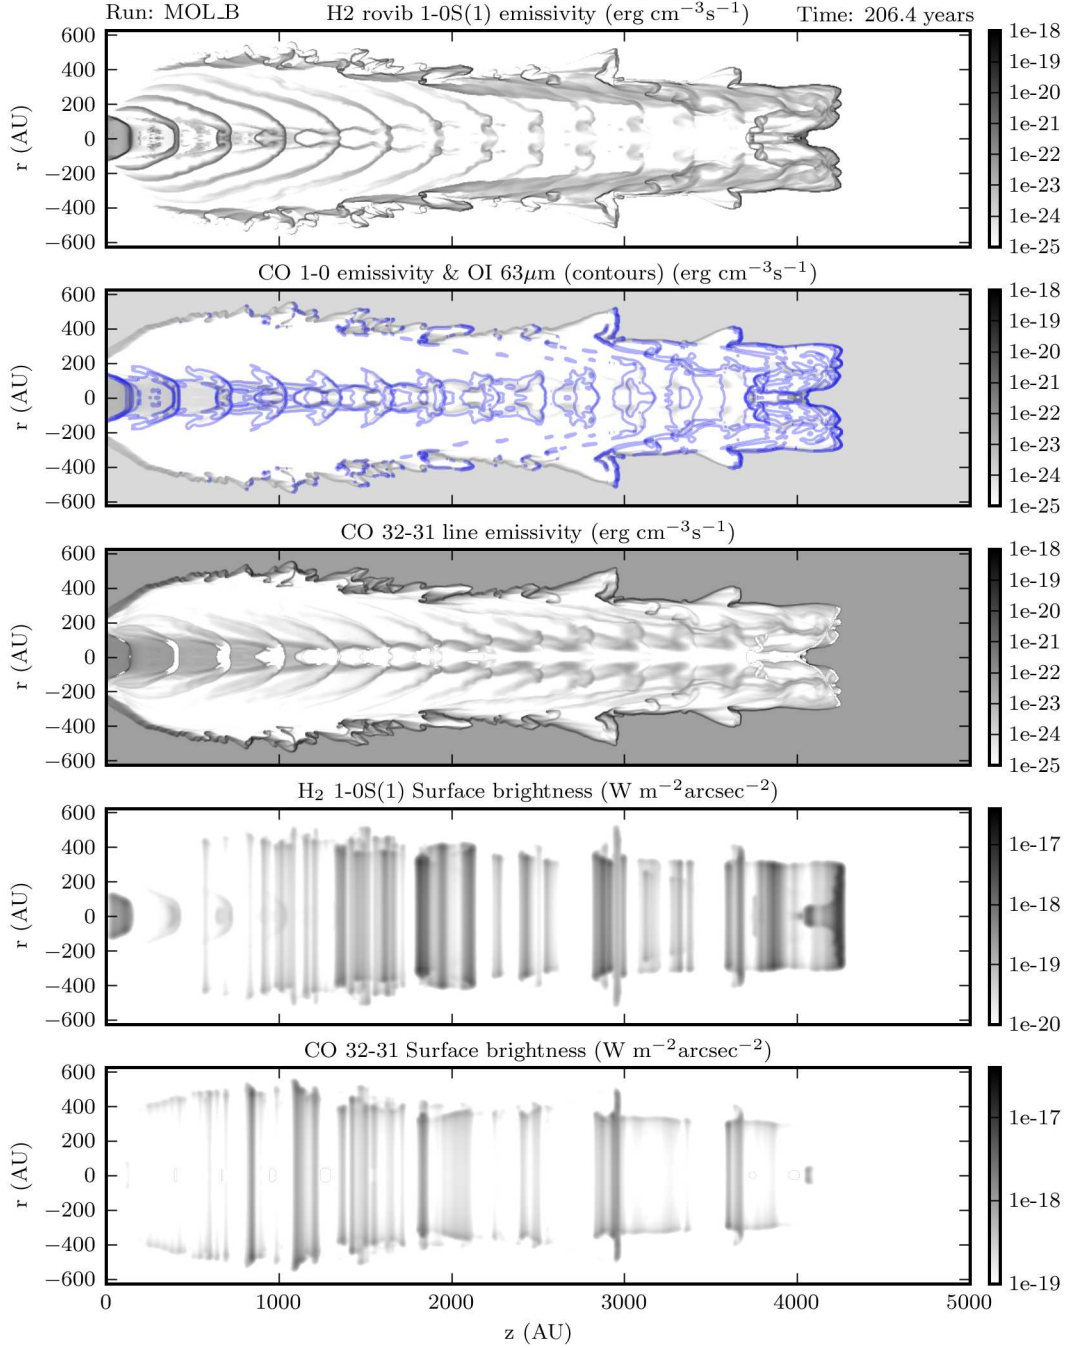 Run: MOL_B H2 rovib 1-0S(1) emissivity (erg cm−3s−1) Time: 206.4 years
600
400
200
0
−200
−400
−600
r (AU)
1e-18
1e-19
1e-20
1e-21
1e-22
1e-23
1e-24
1e-25
CO 1-0 emissivity & OI 63μm (contours) (erg cm−3s−1)
600
400
200
0
−200
−400
−600
r (AU)
1e-18
1e-19
1e-20
1e-21
1e-22
1e-23
1e-24
1e-25
CO 32-31 line emissivity (erg cm−3s−1)
600
400
200
0
−200
−400
−600
r (AU)
1e-18
1e-19
1e-20
1e-21
1e-22
1e-23
1e-24
1e-25
H2 1-0S(1) Surface brightness (W m−2arcsec−2)
600
400
200
0
−200
−400
−600
r (AU)
1e-17
1e-18
1e-19
1e-20
CO 32-31 Surface brightness (W m−2arcsec−2)
600
400
200
0
−200
−400
−600
r (AU)
1e-17
1e-18
1e-19
0 1000 2000 3000 4000 5000
z (AU)